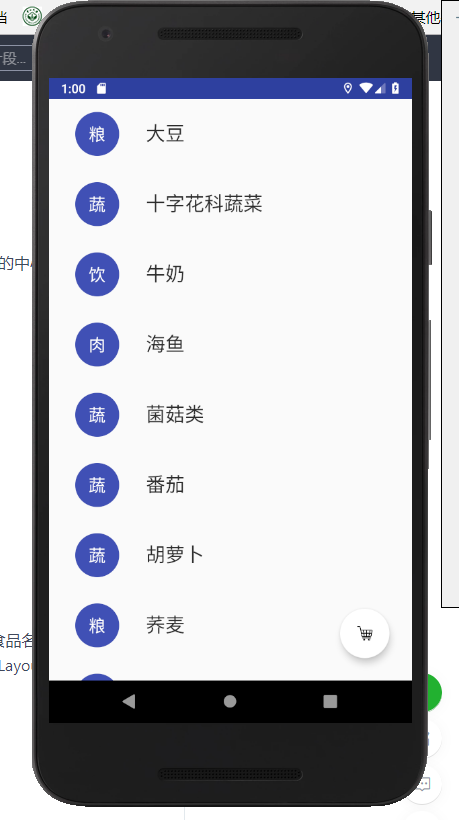 当
其他
段...
1:00
粮 大豆
蔬 十字花科蔬菜
的中
饮 牛奶
肉 海鱼
蔬 菌菇类
蔬 番茄
蔬 胡萝卜
粮 荞麦
食品名
Layou